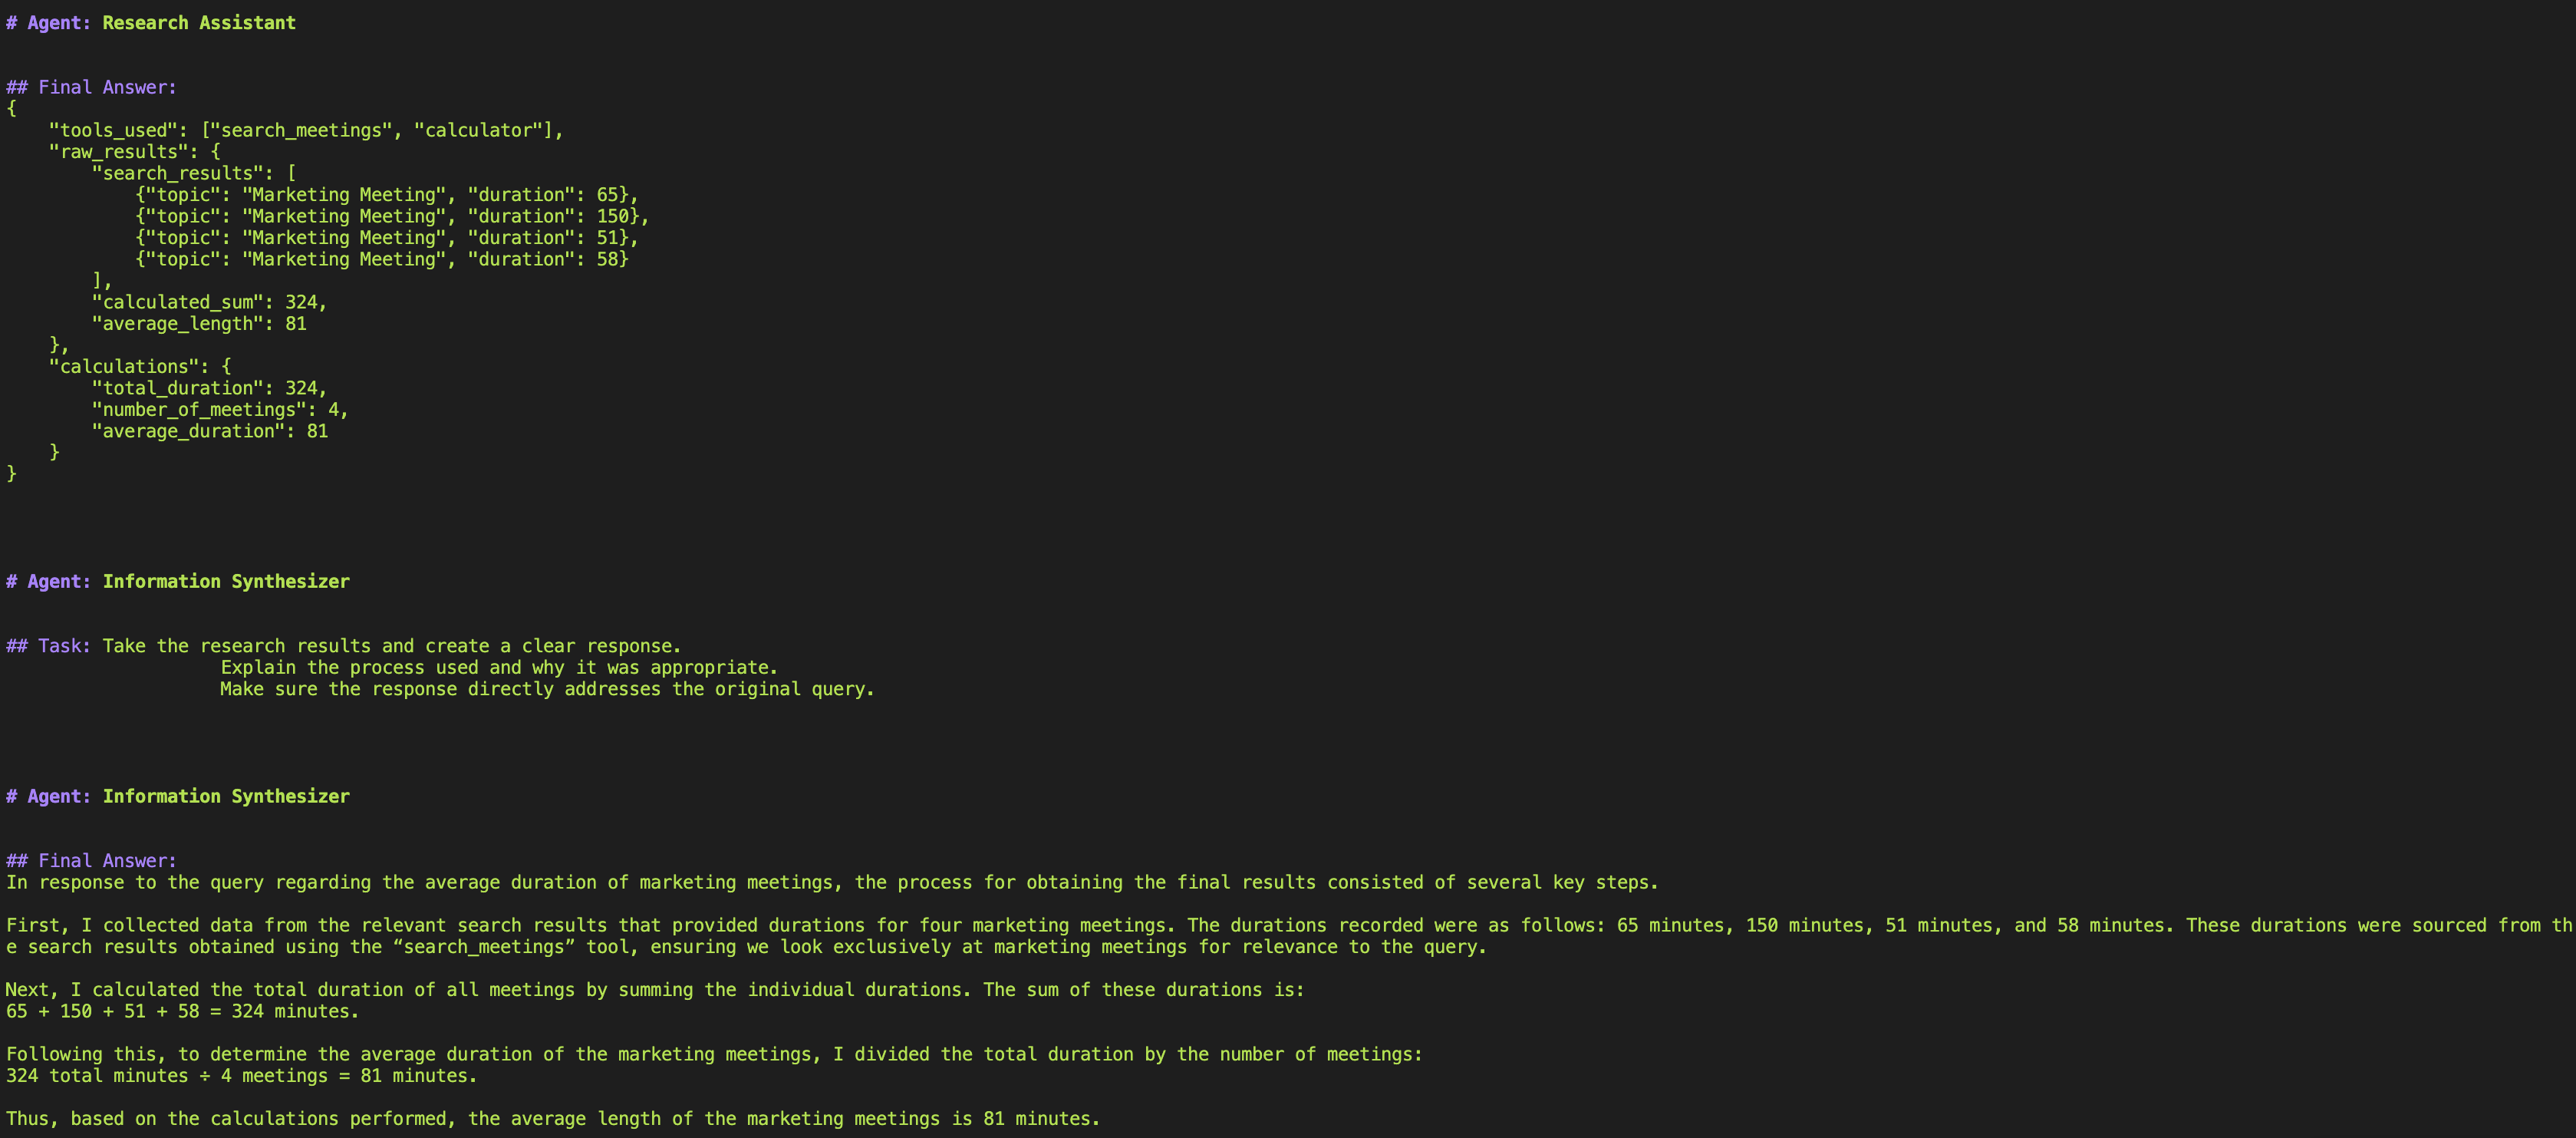 # Agent: Research Assistant
## Final Answer:
{
    "tools_used": ["search_meetings", "calculator"],
    "raw_results": {
        "search_results": [
            {"topic": "Marketing Meeting", "duration": 65},
            {"topic": "Marketing Meeting", "duration": 150},
            {"topic": "Marketing Meeting", "duration": 51},
            {"topic": "Marketing Meeting", "duration": 58}
        ],
        "calculated_sum": 324,
        "average_length": 81
    },
    "calculations": {
        "total_duration": 324,
        "number_of_meetings": 4,
        "average_duration": 81
    }
}
# Agent: Information Synthesizer
## Task: Take the research results and create a clear response.
                    Explain the process used and why it was appropriate.
                    Make sure the response directly addresses the original query.
# Agent: Information Synthesizer
## Final Answer:
In response to the query regarding the average duration of marketing meetings, the process for obtaining the final results consisted of several key steps.
First, I collected data from the relevant search results that provided durations for four marketing meetings. The durations recorded were as follows: 65 minutes, 150 minutes, 51 minutes, and 58 minutes. These durations were sourced from th
e search results obtained using the “search_meetings” tool, ensuring we look exclusively at marketing meetings for relevance to the query.
Next, I calculated the total duration of all meetings by summing the individual durations. The sum of these durations is:
65 + 150 + 51 + 58 = 324 minutes.
Following this, to determine the average duration of the marketing meetings, I divided the total duration by the number of meetings:
324 total minutes ÷ 4 meetings = 81 minutes.
Thus, based on the calculations performed, the average length of the marketing meetings is 81 minutes.